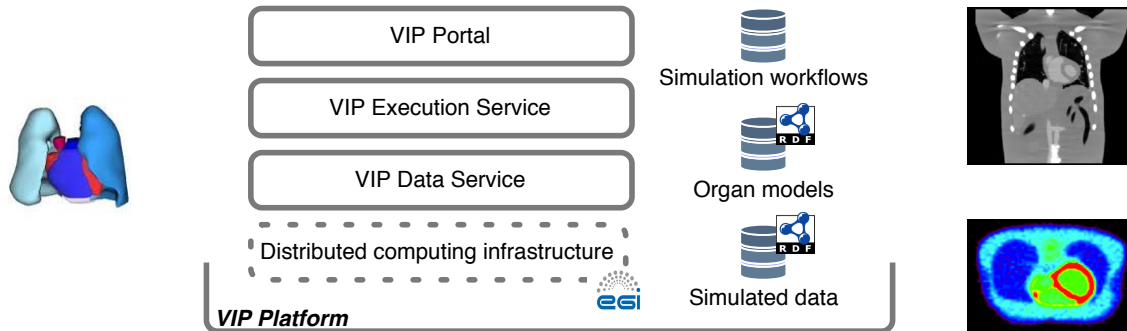 VIP Portal
Simulation workflows
VIP Execution Service
RDF
VIP Data Service
Organ models
RDF
Distributed computing infrastructure
egi
Simulated data
VIP Platform